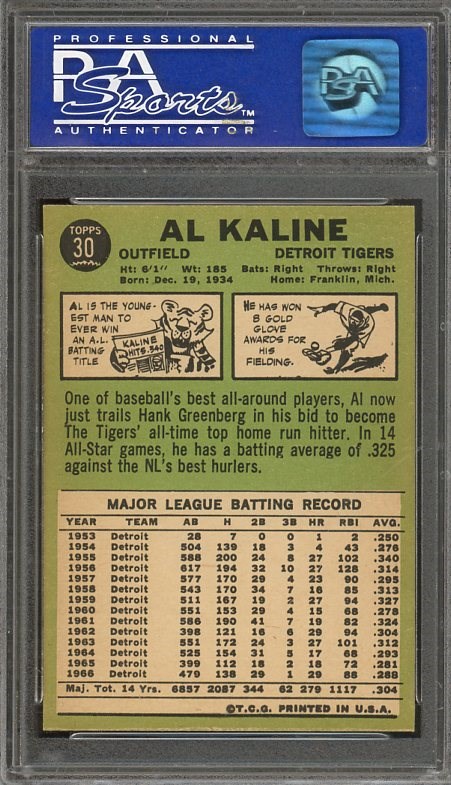 PROFESSIONAL
PSA
Sports™
AUTHENTICATOR
PSA
TOPPS
30
AL KALINE
OUTFIELD DETROIT TIGERS
Ht: 6'1" Wt: 185 Bats: Right Throws: Right
Born: Dec. 19, 1934 Home: Franklin, Mich.
AL IS THE YOUNG-
EST MAN TO
EVER WIN
AN A.L.
BATTING
TITLE
KALINE
HITS .340
HE HAS WON
8 GOLD
GLOVE
AWARDS FOR
HIS
FIELDING.
One of baseball's best all-around players, Al now
just trails Hank Greenberg in his bid to become
The Tigers' all-time top home run hitter. In 14
All-Star games, he has a batting average of .325
against the NL's best hurlers.
MAJOR LEAGUE BATTING RECORD
YEAR TEAM AB H 2B 3B HR RBI AVG.
1953 Detroit 28 7 0 0 1 2 .250
1954 Detroit 504 139 18 3 4 43 .276
1955 Detroit 588 200 24 8 27 102 .340
1956 Detroit 617 194 32 10 27 128 .314
1957 Detroit 577 170 29 4 23 90 .295
1958 Detroit 543 170 34 7 16 85 .313
1959 Detroit 511 167 19 2 27 94 .327
1960 Detroit 551 153 29 4 15 68 .278
1961 Detroit 586 190 41 7 19 82 .324
1962 Detroit 398 121 16 6 29 94 .304
1963 Detroit 551 172 24 3 27 101 .312
1964 Detroit 525 154 31 5 17 68 .293
1965 Detroit 399 112 18 2 18 72 .281
1966 Detroit 479 138 29 1 29 88 .288
Maj. Tot. 14 Yrs. 6857 2087 344 62 279 1117 .304
©T.C.G. PRINTED IN U.S.A.